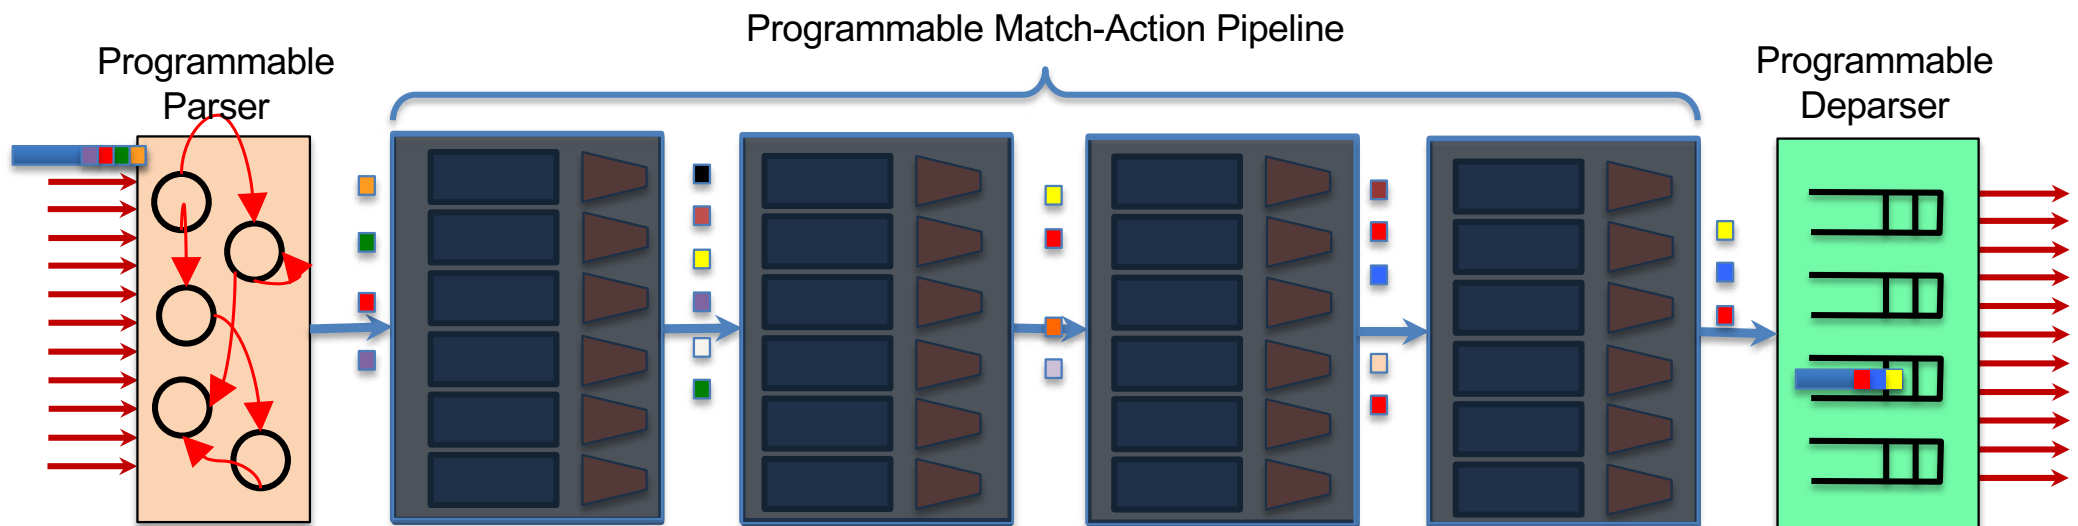 Programmable Match-Action Pipeline
Programmable
Parser
Programmable
Deparser